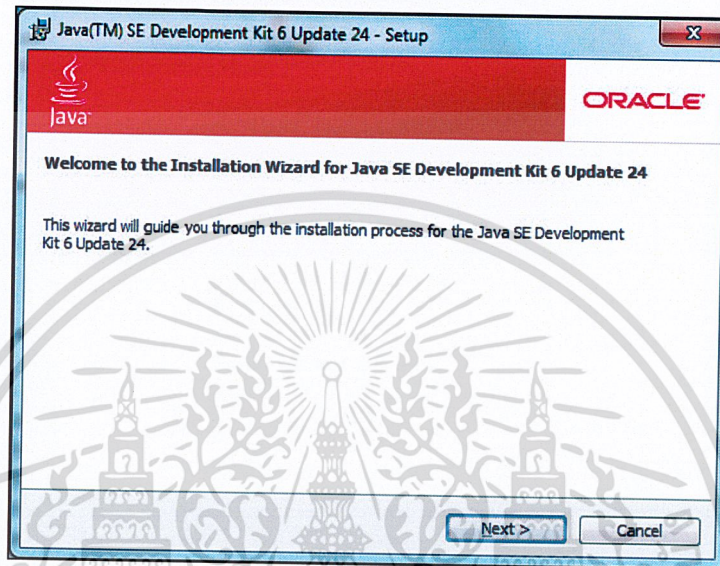 Java(TM) SE Development Kit 6 Update 24 - Setup
Java™
ORACLE®
Welcome to the Installation Wizard for Java SE Development Kit 6 Update 24
This wizard will guide you through the installation process for the Java SE Development
Kit 6 Update 24.
Next >
Cancel